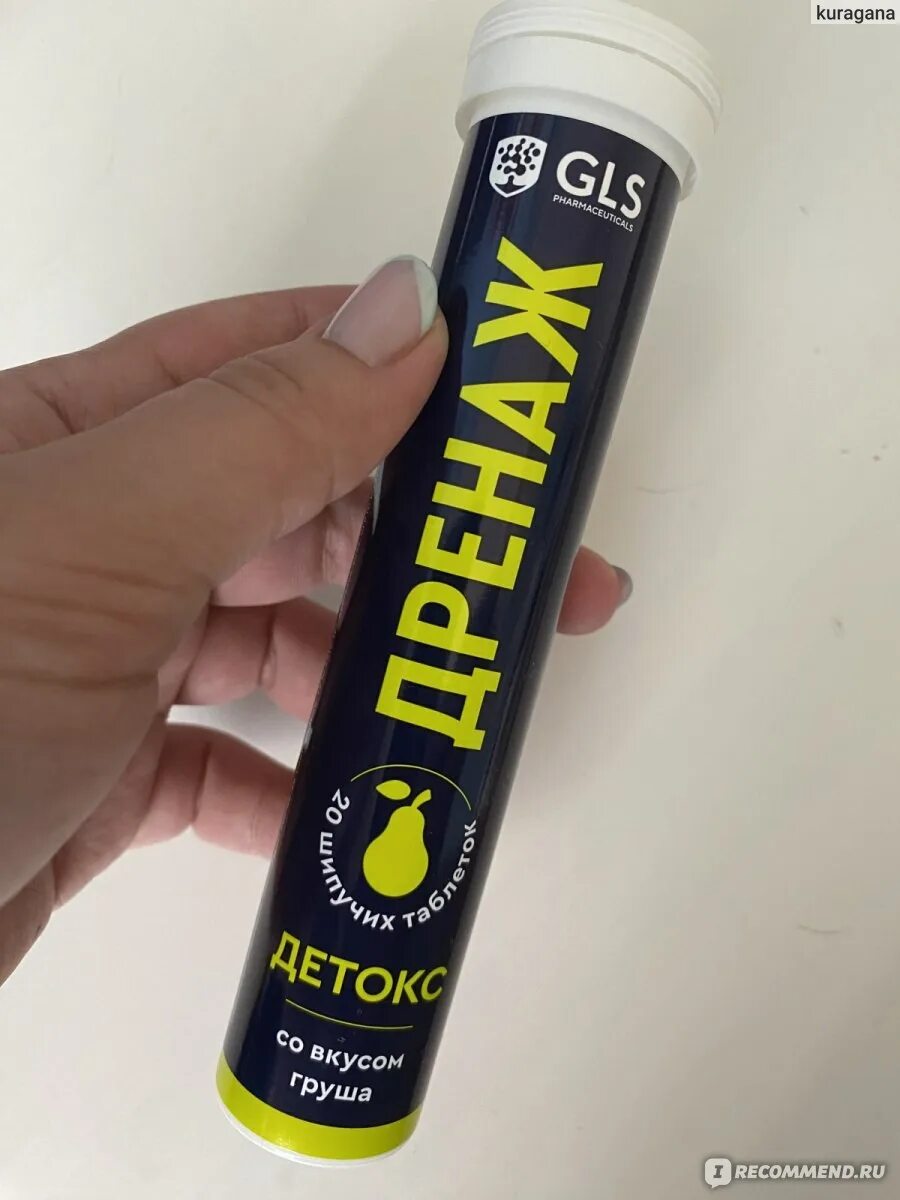 kuragana
GLS
PHARMACEUTICALS
ДРЕНАЖ
20 шипучих таблеток
ДЕТОКС
со вкусом
груша
I RECOMMEND.RU